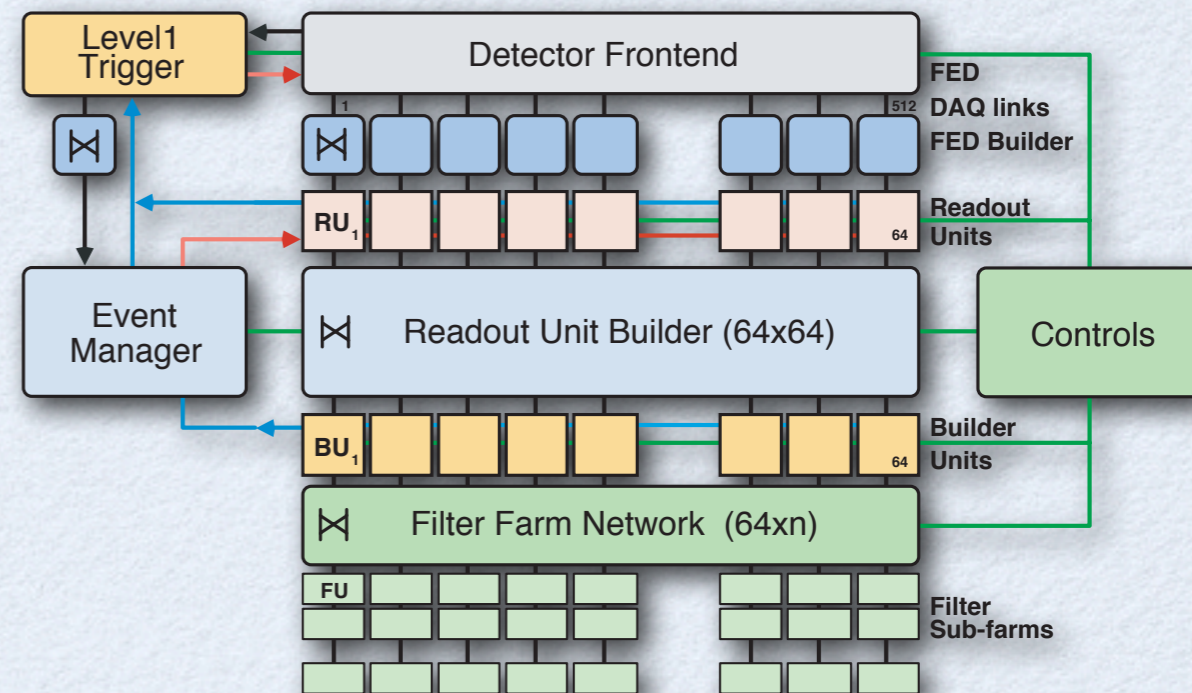 Level1
Trigger
Detector Frontend
FED
1
512
DAQ links
FED Builder
RU1
64
Readout
Units
Event
Manager
Readout Unit Builder (64x64)
Controls
BU1
64
Builder
Units
Filter Farm Network (64xn)
FU
Filter
Sub-farms